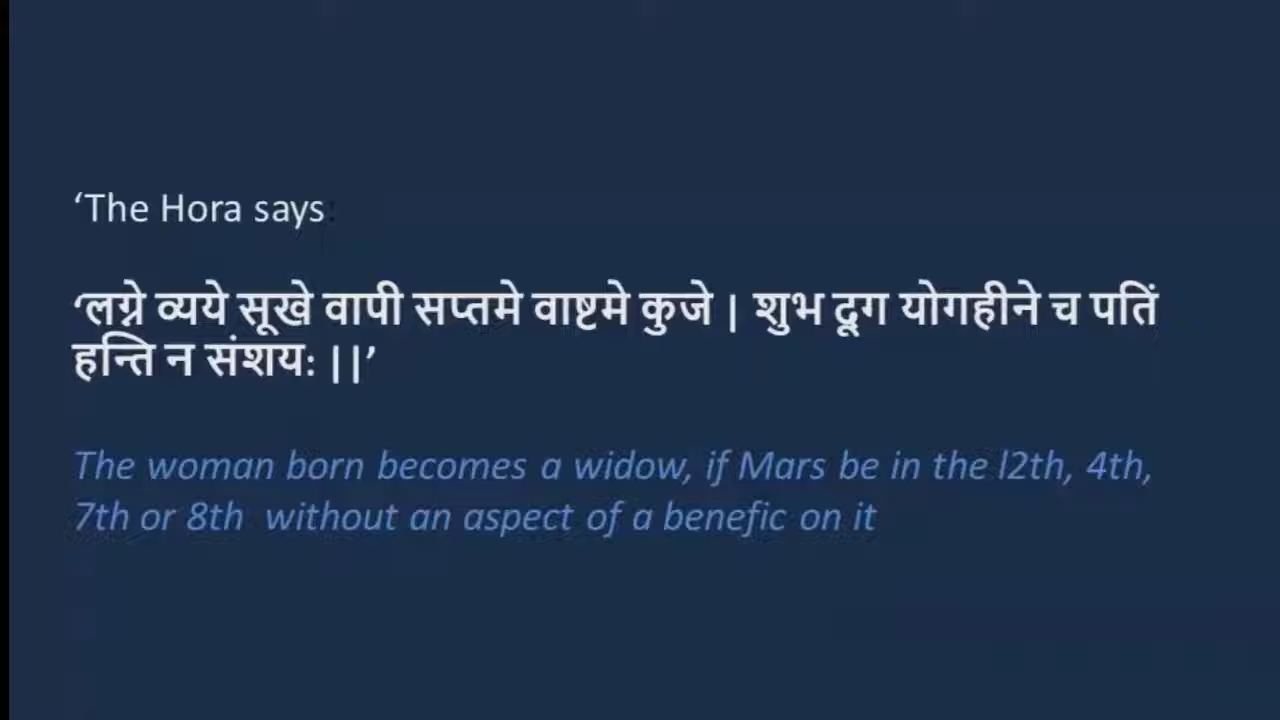 ‘The Hora says:
‘लग्ने व्यये सूखे वापी सप्तमे वाष्टमे कुजे | शुभ दूग योगहीने च पतिं
हन्ति न संशयः ||’
The woman born becomes a widow, if Mars be in the l2th, 4th,
7th or 8th without an aspect of a benefic on it